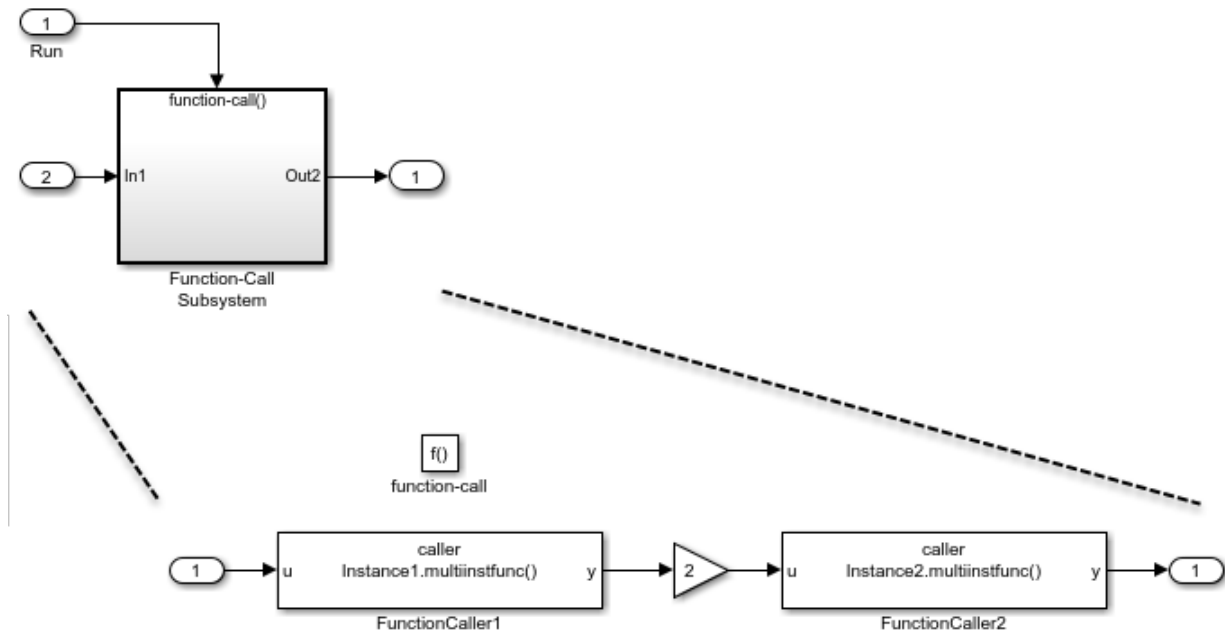 1
Run
function-call()
2
In1
Out2
1
Function-Call
Subsystem
f()
function-call
1
u
caller
Instance1.multiinstfunc()
y
2
u
caller
Instance2.multiinstfunc()
y
1
FunctionCaller1
FunctionCaller2